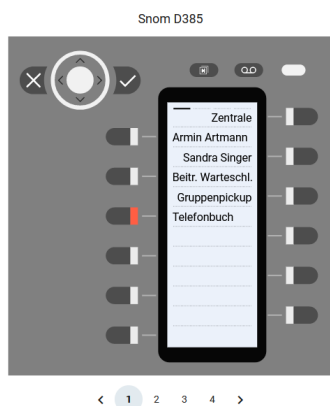 Snom D385
Zentrale
Armin Artmann
Sandra Singer
Beitr. Warteschl.
Gruppenpickup
Telefonbuch
1 2 3 4